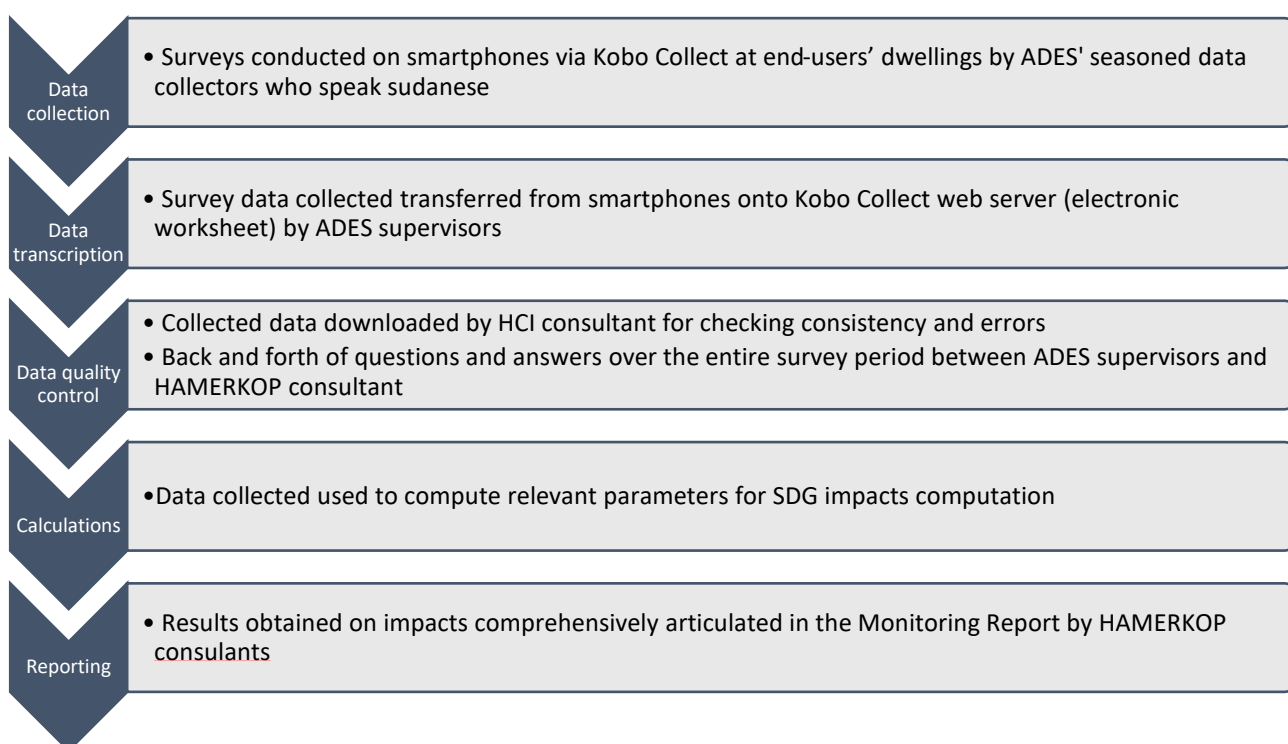 Data
collection
• Surveys conducted on smartphones via Kobo Collect at end-users’ dwellings by ADES' seasoned data
collectors who speak sudanese
Data
transcription
• Survey data collected transferred from smartphones onto Kobo Collect web server (electronic
worksheet) by ADES supervisors
Data quality
control
• Collected data downloaded by HCI consultant for checking consistency and errors
• Back and forth of questions and answers over the entire survey period between ADES supervisors and
HAMERKOP consultant
Calculations
•Data collected used to compute relevant parameters for SDG impacts computation
Reporting
• Results obtained on impacts comprehensively articulated in the Monitoring Report by HAMERKOP
consulants